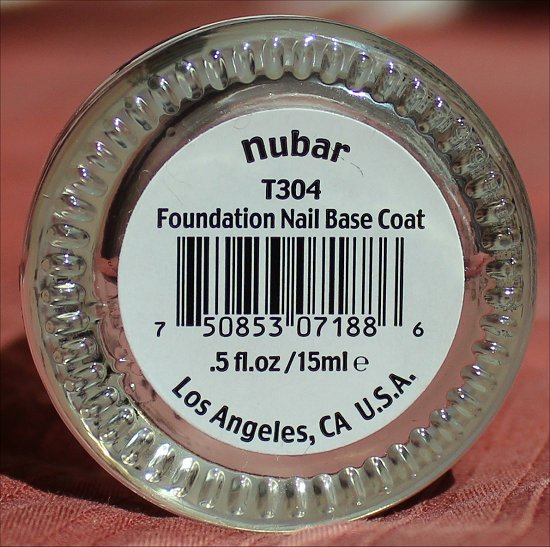 nubar
T304
Foundation Nail Base Coat
7 50853 07188 6
.5 fl.oz /15ml ℮
Los Angeles, CA U.S.A.